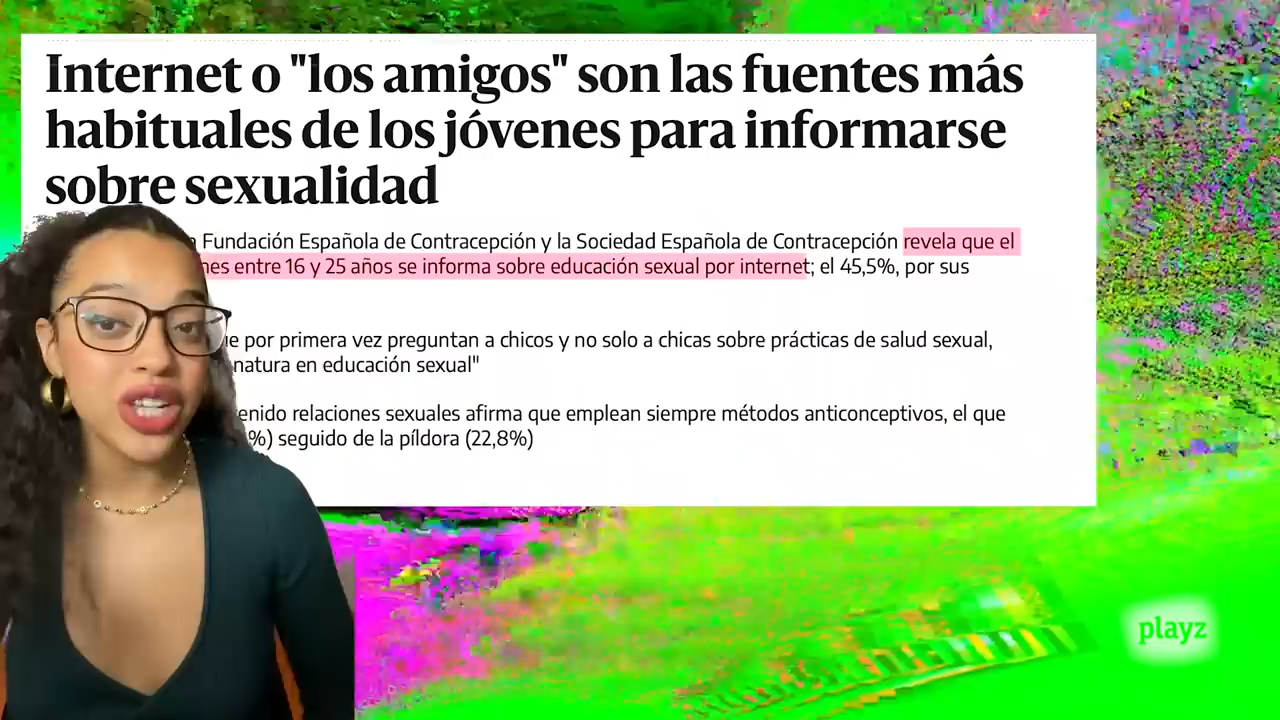 Internet o "los amigos" son las fuentes más
habituales de los jóvenes para informarse
sobre sexualidad
Fundación Española de Contracepción y la Sociedad Española de Contracepción revela que el
entre 16 y 25 años se informa sobre educación sexual por internet; el 45,5%, por sus
por primera vez preguntan a chicos y no solo a chicas sobre prácticas de salud sexual,
en educación sexual"
relaciones sexuales afirma que emplean siempre métodos anticonceptivos, el que
%) seguido de la píldora (22,8%)
playz